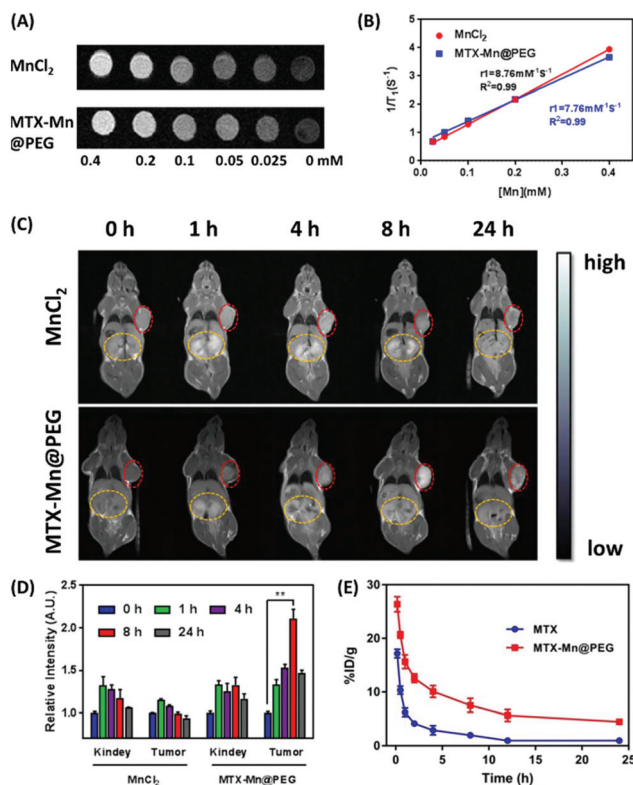 (A)
MnCl2
MTX-Mn
@PEG
0.4 0.2 0.1 0.05 0.025 0 mM
(B)
MnCl2
MTX-Mn@PEG
r1=8.76mM-1S-1
R2=0.99
r1=7.76mM-1S-1
R2=0.99
1/T1(S-1)
5
4
3
2
1
0
0.0 0.1 0.2 0.3 0.4
[Mn](mM)
(C)
0 h 1 h 4 h 8 h 24 h
MnCl2
MTX-Mn@PEG
high
low
(D)
Relative Intensity (A.U.)
2.5
2.0
1.5
1.0
0 h 1 h 4 h
8 h 24 h
**
Kindey Tumor Kindey Tumor
MnCl2 MTX-Mn@PEG
(E)
%ID/g
30
20
10
0
MTX
MTX-Mn@PEG
0 5 10 15 20 25
Time (h)